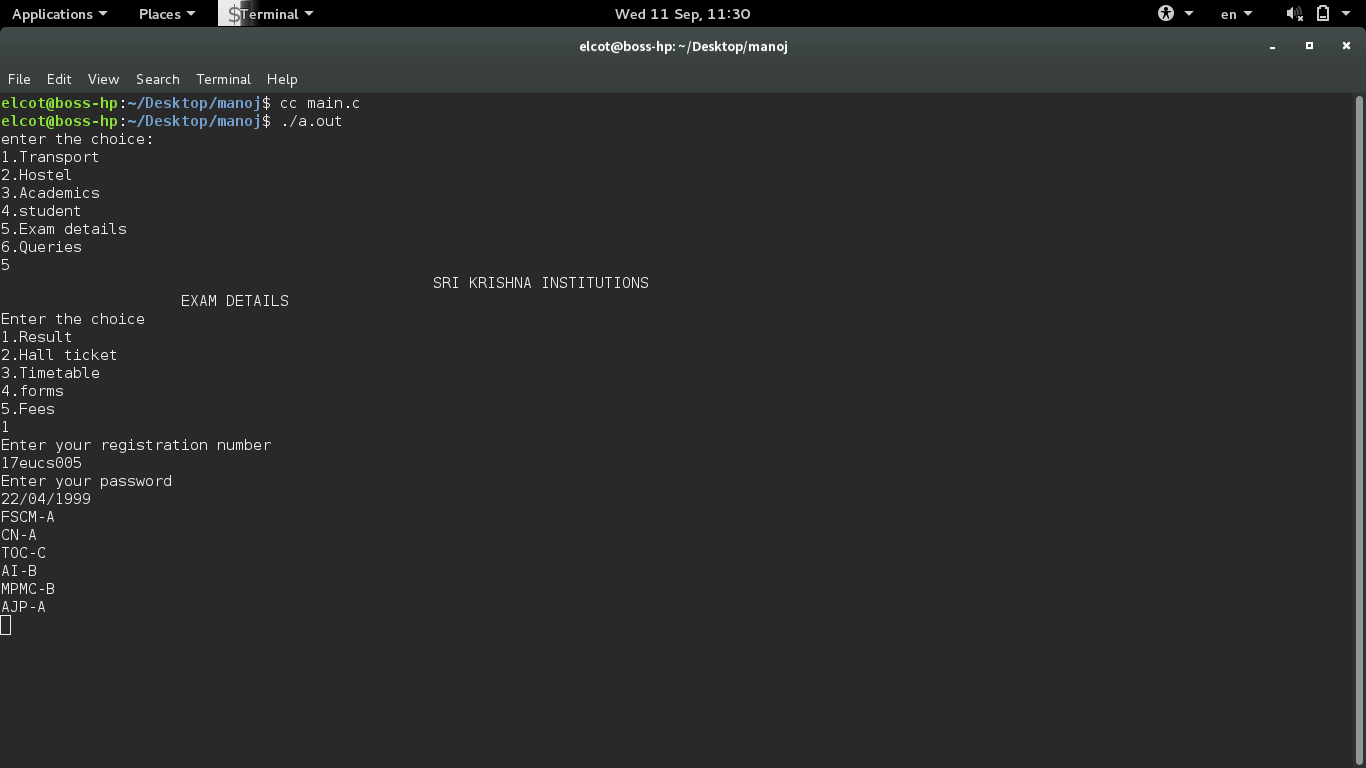 Applications Places Terminal Wed 11 Sep, 11:30 en
elcot@boss-hp: ~/Desktop/manoj
File Edit View Search Terminal Help
elcot@boss-hp:~/Desktop/manoj$ cc main.c
elcot@boss-hp:~/Desktop/manoj$ ./a.out
enter the choice:
1.Transport
2.Hostel
3.Academics
4.student
5.Exam details
6.Queries
5
SRI KRISHNA INSTITUTIONS
EXAM DETAILS
Enter the choice
1.Result
2.Hall ticket
3.Timetable
4.forms
5.Fees
1
Enter your registration number
17eucs005
Enter your password
22/04/1999
FSCM-A
CN-A
TOC-C
AI-B
MPMC-B
AJP-A